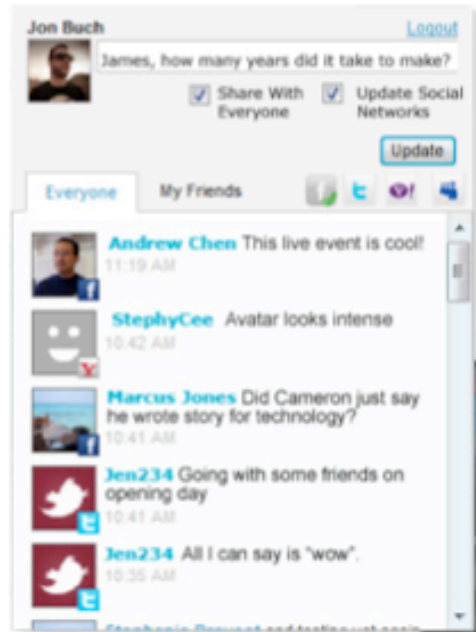 Jon Buch
Logout
James, how many years did it take to make?
Share With
Everyone
Update Social
Networks
Update
Everyone
My Friends
f
t
Y!
Andrew Chen This live event is cool!
11:19 AM
f
StephyCee Avatar looks intense
10:42 AM
Y
Marcus Jones Did Cameron just say
he wrote story for technology?
10:41 AM
f
Jen234 Going with some friends on
opening day
10:41 AM
t
Jen234 All I can say is "wow".
10:35 AM
t